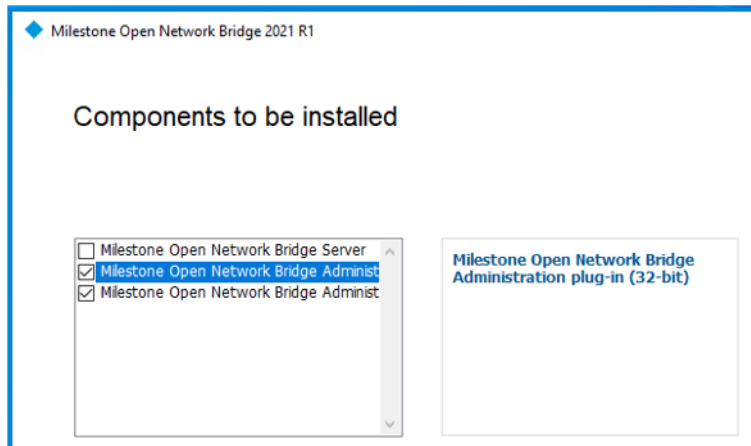 Milestone Open Network Bridge 2021 R1
Components to be installed
Milestone Open Network Bridge Server
Milestone Open Network Bridge Administ
Milestone Open Network Bridge Administ
Milestone Open Network Bridge
Administration plug-in (32-bit)